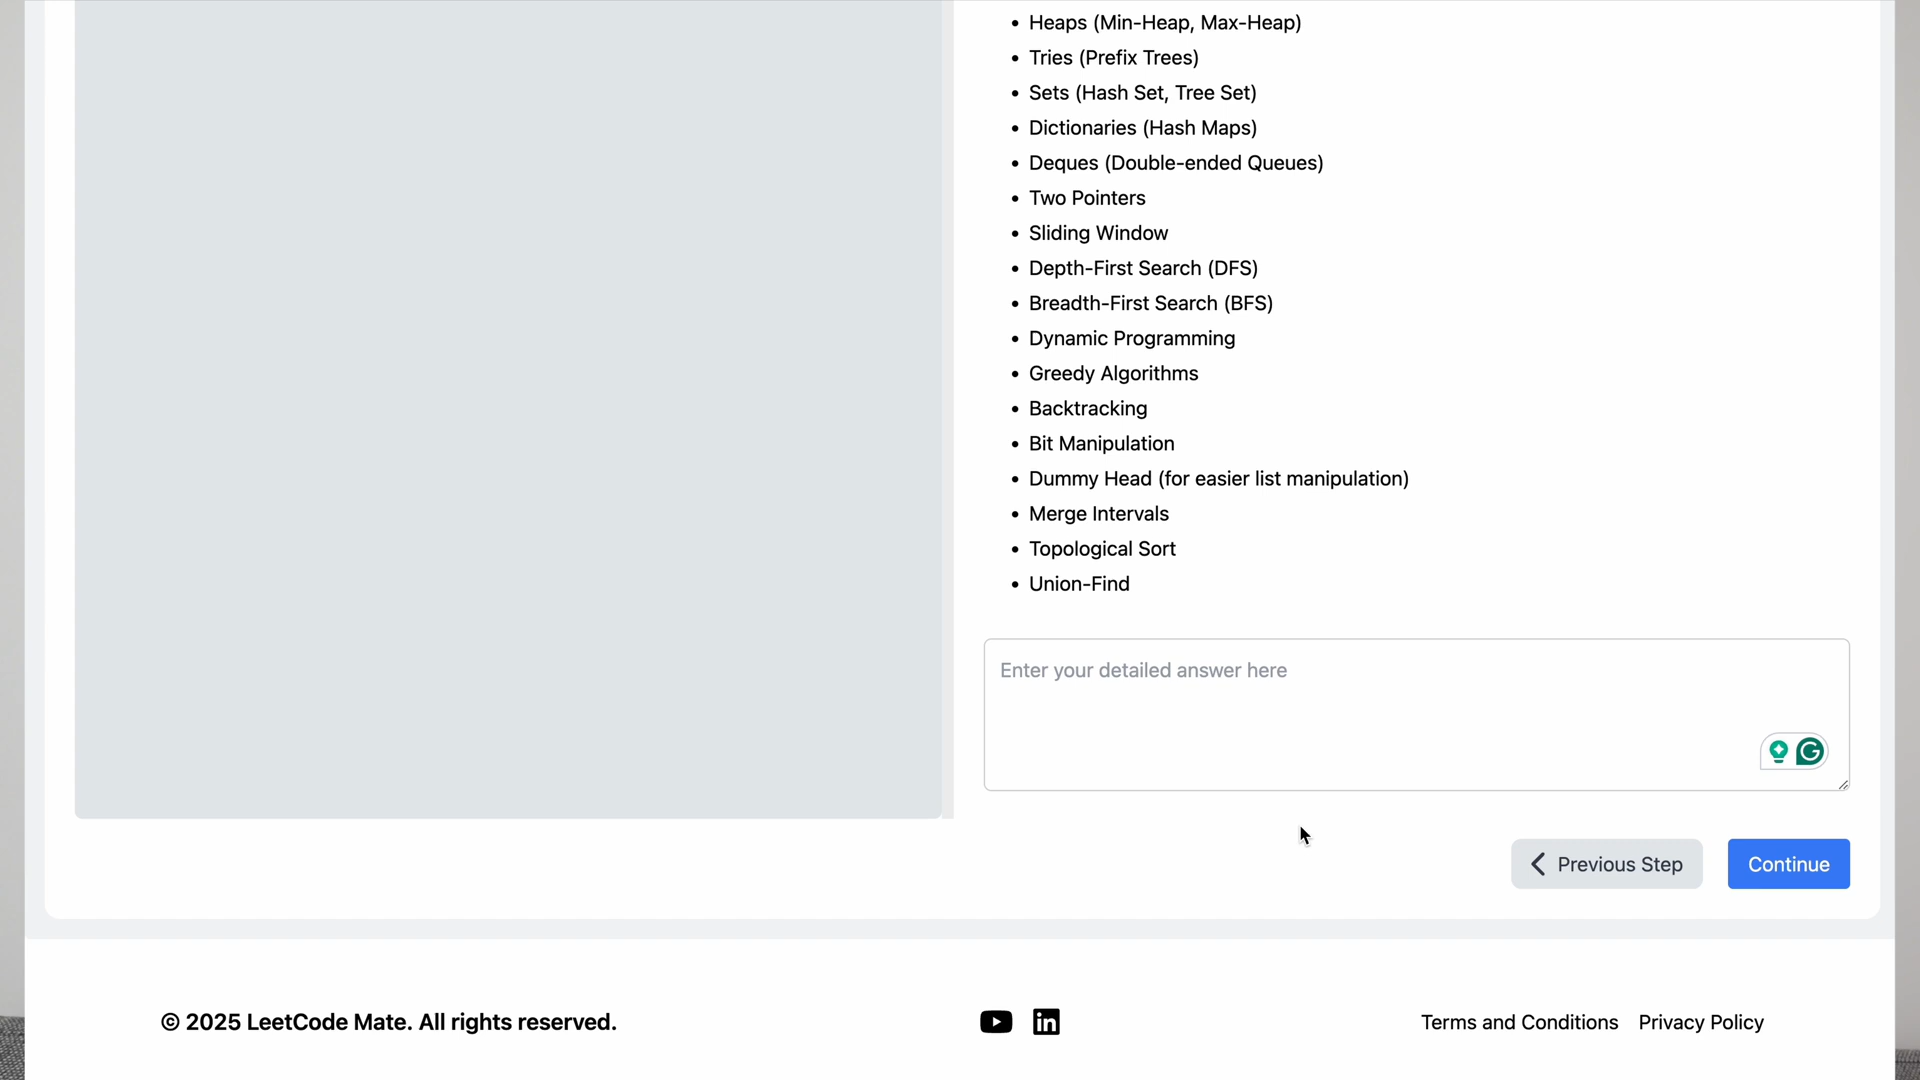 • Heaps (Min-Heap, Max-Heap)
• Tries (Prefix Trees)
• Sets (Hash Set, Tree Set)
• Dictionaries (Hash Maps)
• Deques (Double-ended Queues)
• Two Pointers
• Sliding Window
• Depth-First Search (DFS)
• Breadth-First Search (BFS)
• Dynamic Programming
• Greedy Algorithms
• Backtracking
• Bit Manipulation
• Dummy Head (for easier list manipulation)
• Merge Intervals
• Topological Sort
• Union-Find
Enter your detailed answer here
Previous Step
Continue
© 2025 LeetCode Mate. All rights reserved.
in
Terms and Conditions
Privacy Policy